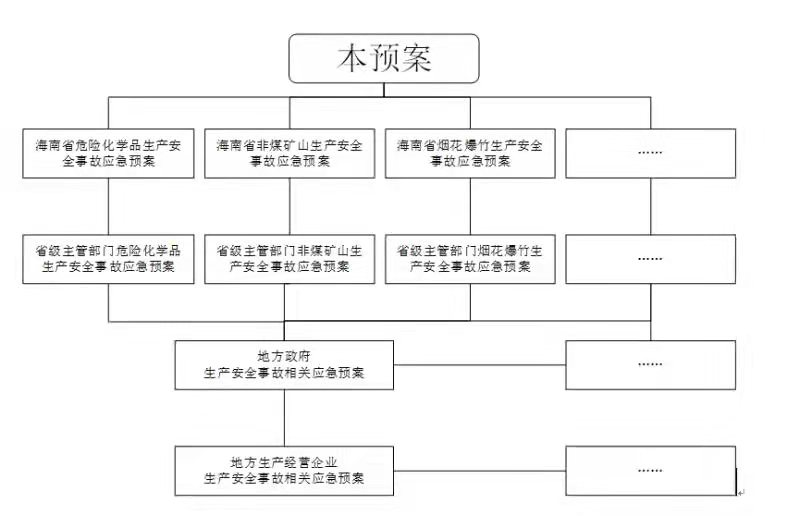 本预案
海南省危险化学品生产安
全事故应急预案
海南省非煤矿山生产安全
事故应急预案
海南省烟花爆竹生产安全
事故应急预案
……
省级主管部门危险化学品
生产安全事故应急预案
省级主管部门非煤矿山生
产安全事故应急预案
省级主管部门烟花爆竹生
产安全事故应急预案
……
地方政府
生产安全事故相关应急预案
……
地方生产经营企业
生产安全事故相关应急预案
……